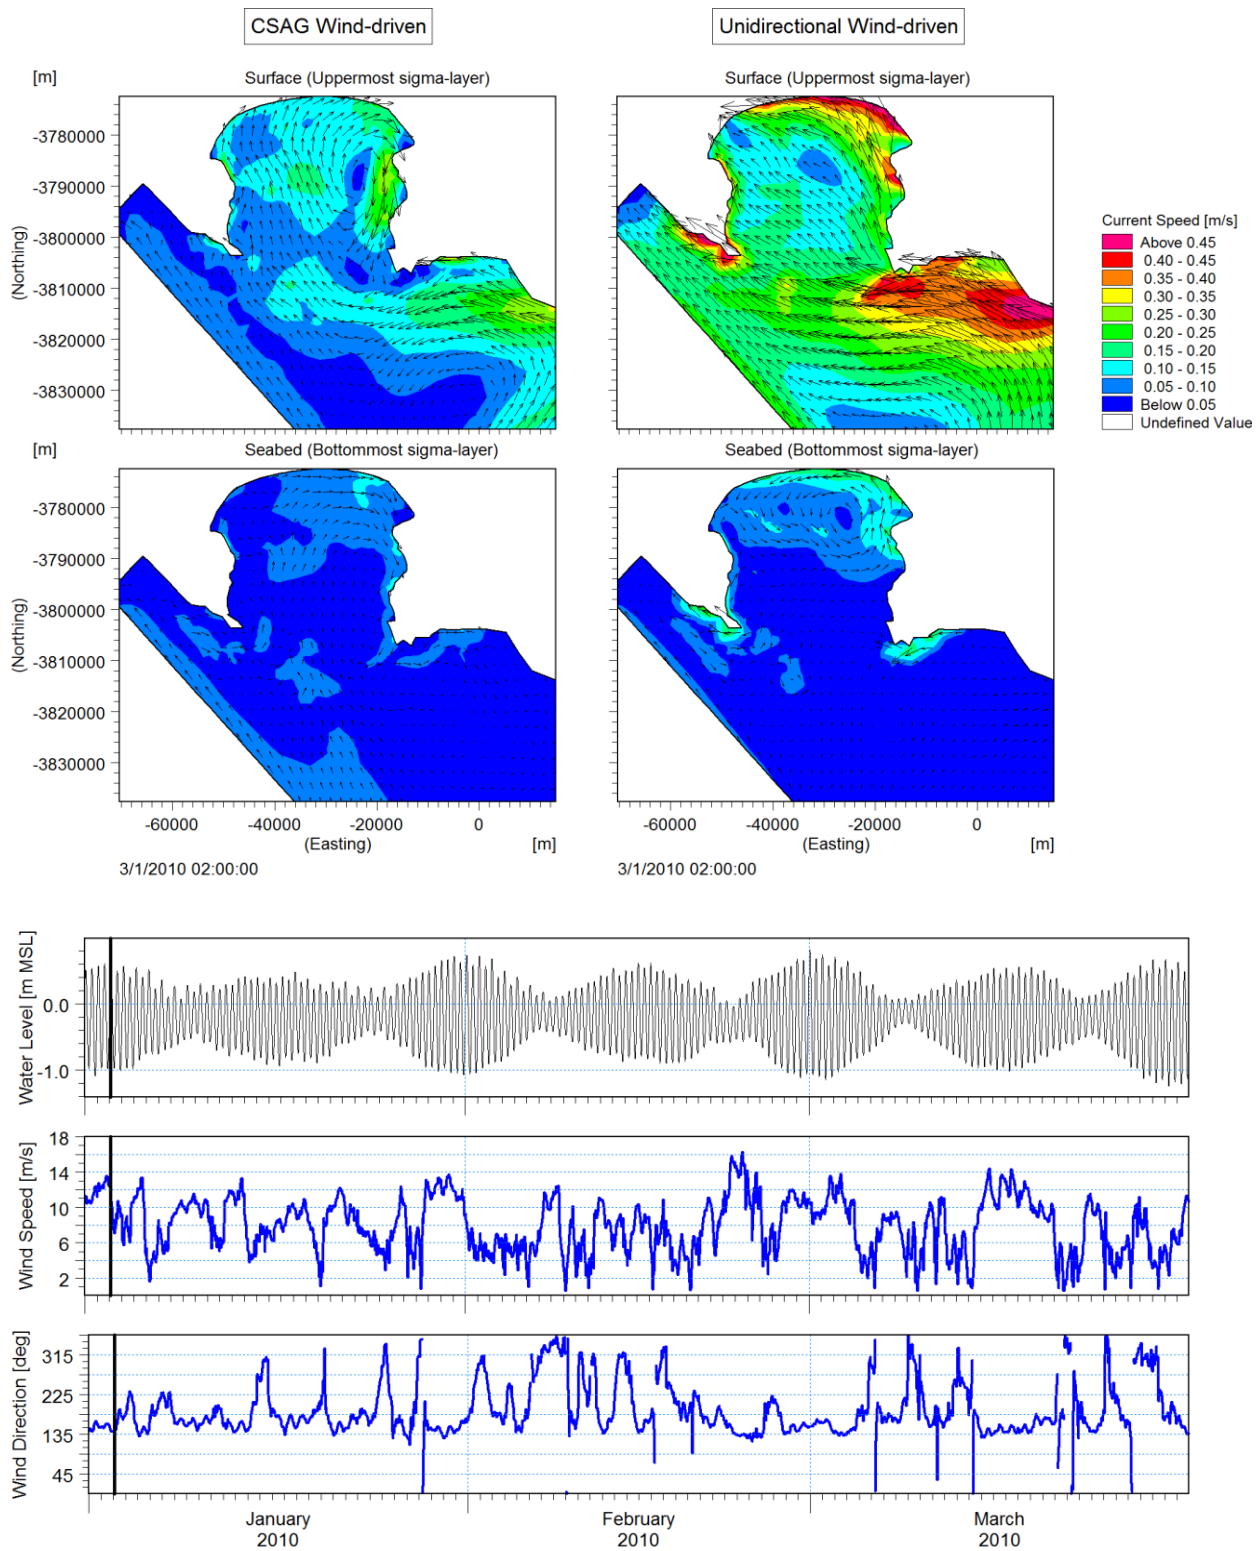 CSAG Wind-driven
Unidirectional Wind-driven
[m]
Surface (Uppermost sigma-layer)
Surface (Uppermost sigma-layer)
-3780000
-3790000
-3800000
-3810000
-3820000
-3830000
(Northing)
Current Speed [m/s]
Above 0.45
0.40 - 0.45
0.35 - 0.40
0.30 - 0.35
0.25 - 0.30
0.20 - 0.25
0.15 - 0.20
0.10 - 0.15
0.05 - 0.10
Below 0.05
Undefined Value
[m]
Seabed (Bottommost sigma-layer)
Seabed (Bottommost sigma-layer)
-3780000
-3790000
-3800000
-3810000
-3820000
-3830000
(Northing)
-60000 -40000 -20000 0
(Easting) [m]
-60000 -40000 -20000 0
(Easting) [m]
3/1/2010 02:00:00
3/1/2010 02:00:00
Water Level [m MSL]
0.0
-1.0
Wind Speed [m/s]
18
14
10
6
2
Wind Direction [deg]
315
225
135
45
January
2010
February
2010
March
2010